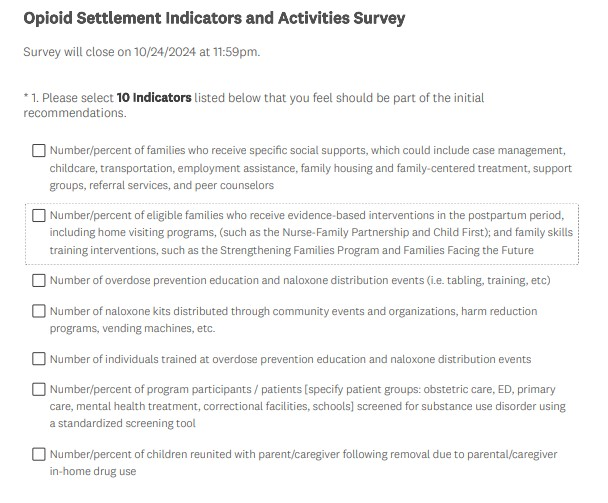 Opioid Settlement Indicators and Activities Survey
Survey will close on 10/24/2024 at 11:59pm.
* 1. Please select 10 Indicators listed below that you feel should be part of the initial
recommendations.
Number/percent of families who receive specific social supports, which could include case management,
childcare, transportation, employment assistance, family housing and family-centered treatment, support
groups, referral services, and peer counselors
Number/percent of eligible families who receive evidence-based interventions in the postpartum period,
including home visiting programs, (such as the Nurse-Family Partnership and Child First); and family skills
training interventions, such as the Strengthening Families Program and Families Facing the Future
Number of overdose prevention education and naloxone distribution events (i.e. tabling, training, etc)
Number of naloxone kits distributed through community events and organizations, harm reduction
programs, vending machines, etc.
Number of individuals trained at overdose prevention education and naloxone distribution events
Number/percent of program participants / patients [specify patient groups: obstetric care, ED, primary
care, mental health treatment, correctional facilities, schools] screened for substance use disorder using
a standardized screening tool
Number/percent of children reunited with parent/caregiver following removal due to parental/caregiver
in-home drug use